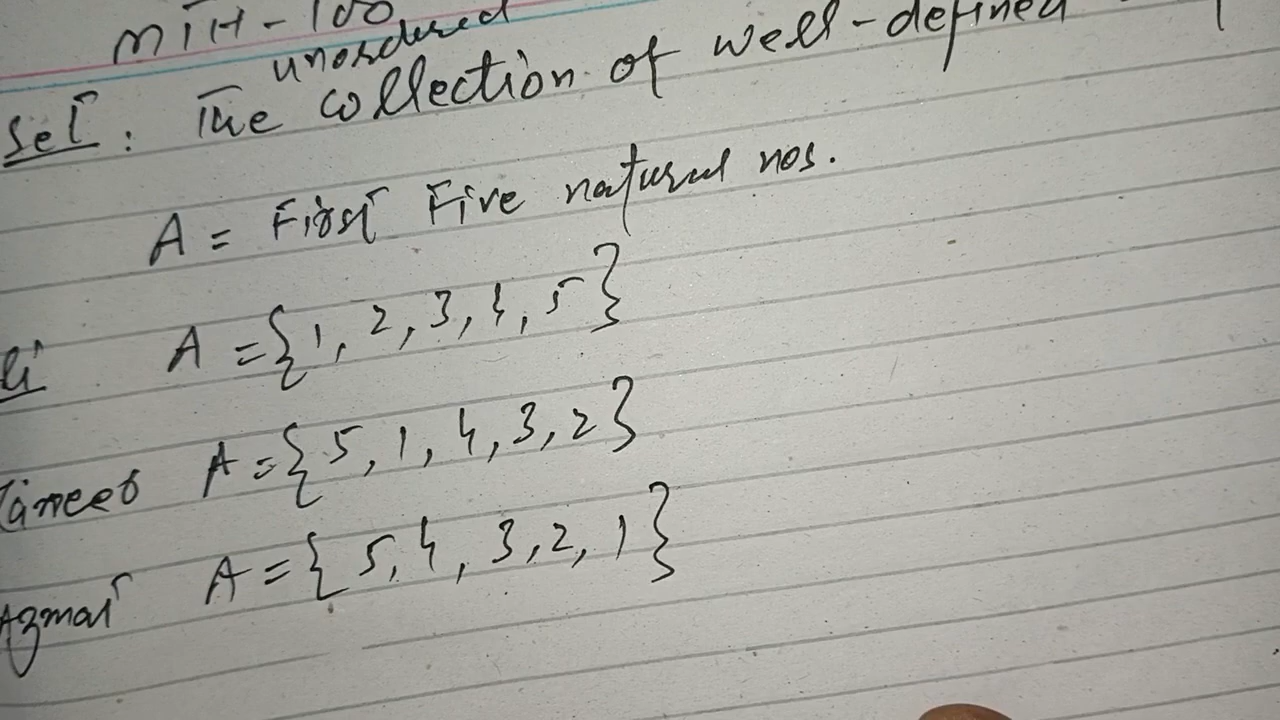 MTH-100
unordered
Set: The collection of well-defined
A = First Five natural nos.
A = {1, 2, 3, 4, 5}
A = {5, 1, 4, 3, 2}
Azmat A = {5, 4, 3, 2, 1}